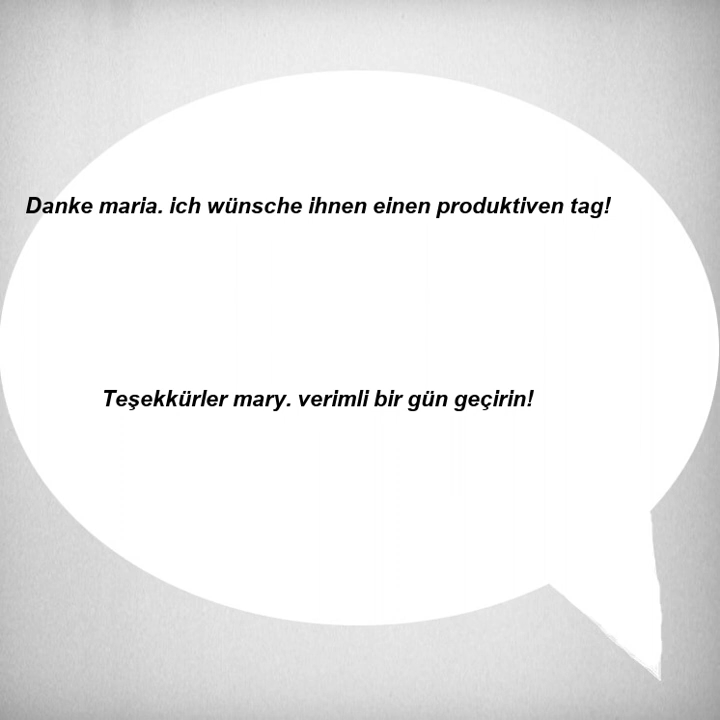 Danke maria. ich wünsche ihnen einen produktiven tag!
Teşekkürler mary. verimli bir gün geçirin!